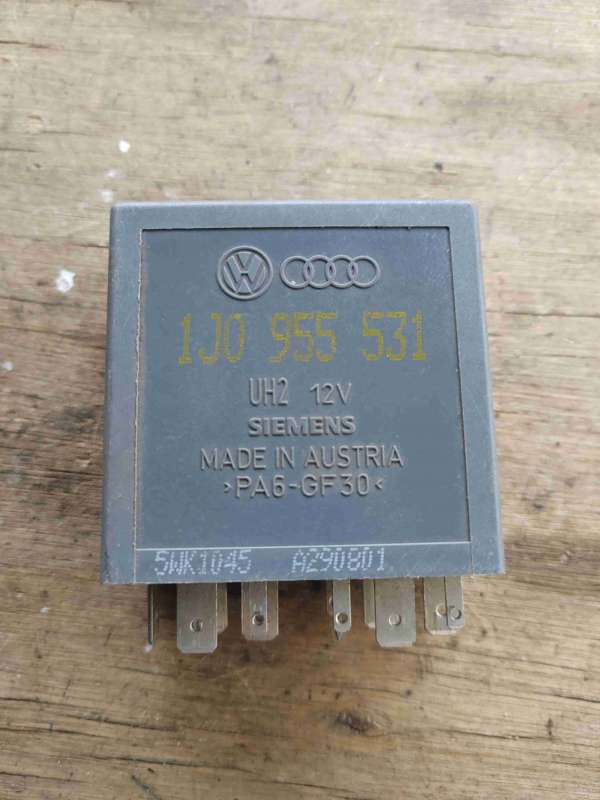 1J0 955 531
UH2 12V
SIEMENS
MADE IN AUSTRIA
>PA6-GF30<
5WK1045 A290801